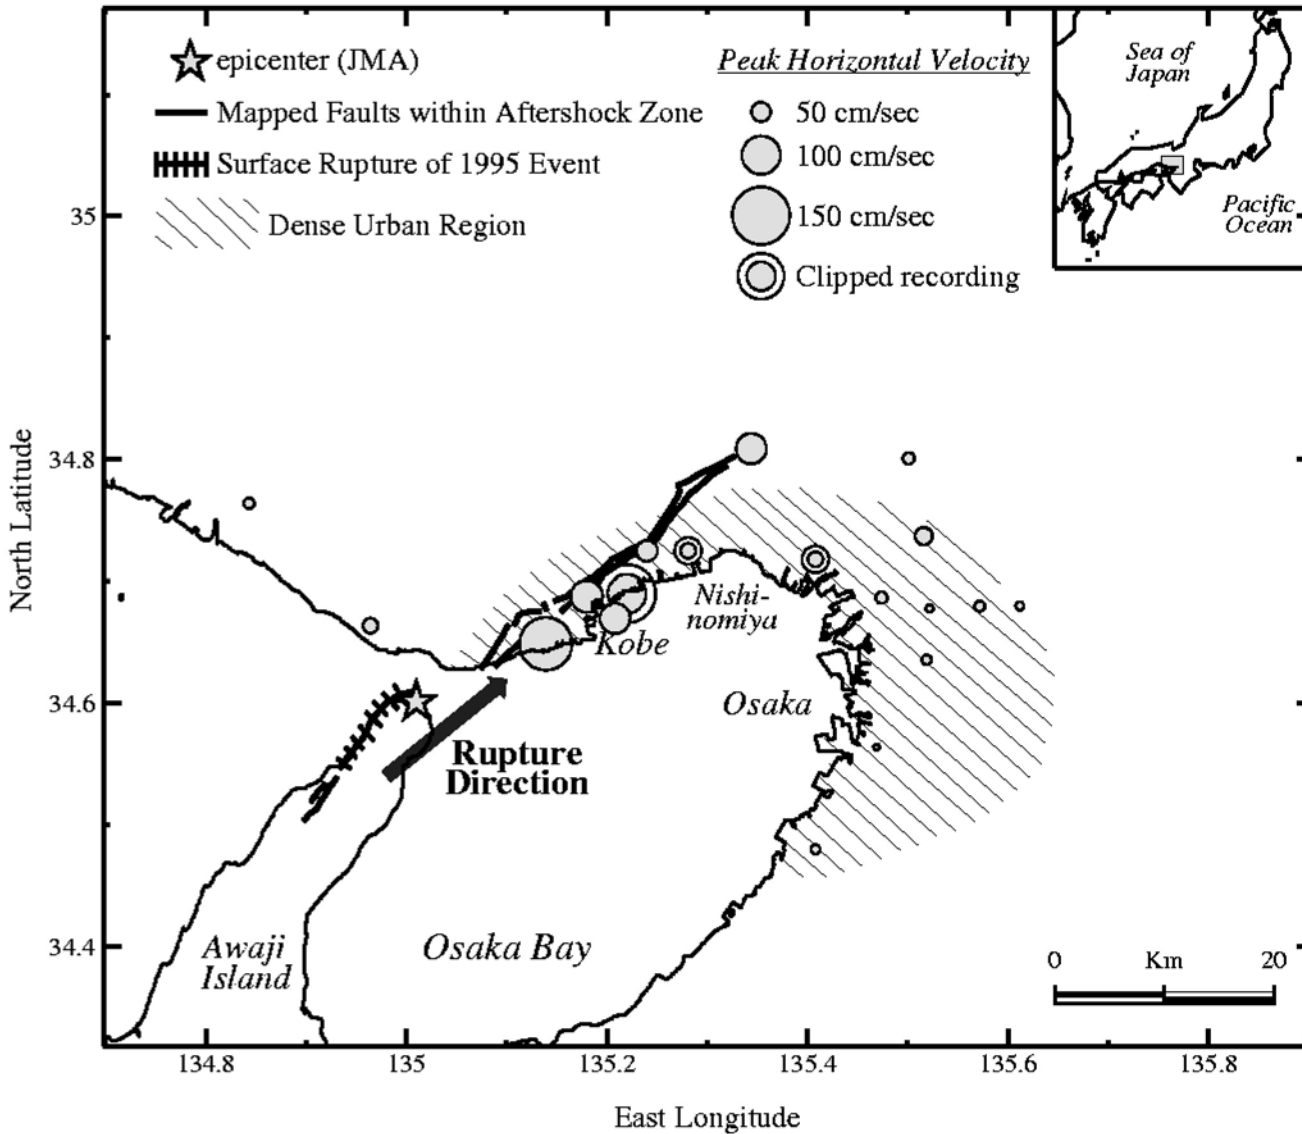 epicenter (JMA)
Mapped Faults within Aftershock Zone
Surface Rupture of 1995 Event
Dense Urban Region
Peak Horizontal Velocity
50 cm/sec
100 cm/sec
150 cm/sec
Clipped recording
Sea of
Japan
Pacific
Ocean
35
34.8
34.6
34.4
North Latitude
Nishi-
nomiya
Kobe
Osaka
Rupture
Direction
Awaji
Island
Osaka Bay
0 Km 20
134.8 135 135.2 135.4 135.6 135.8
East Longitude